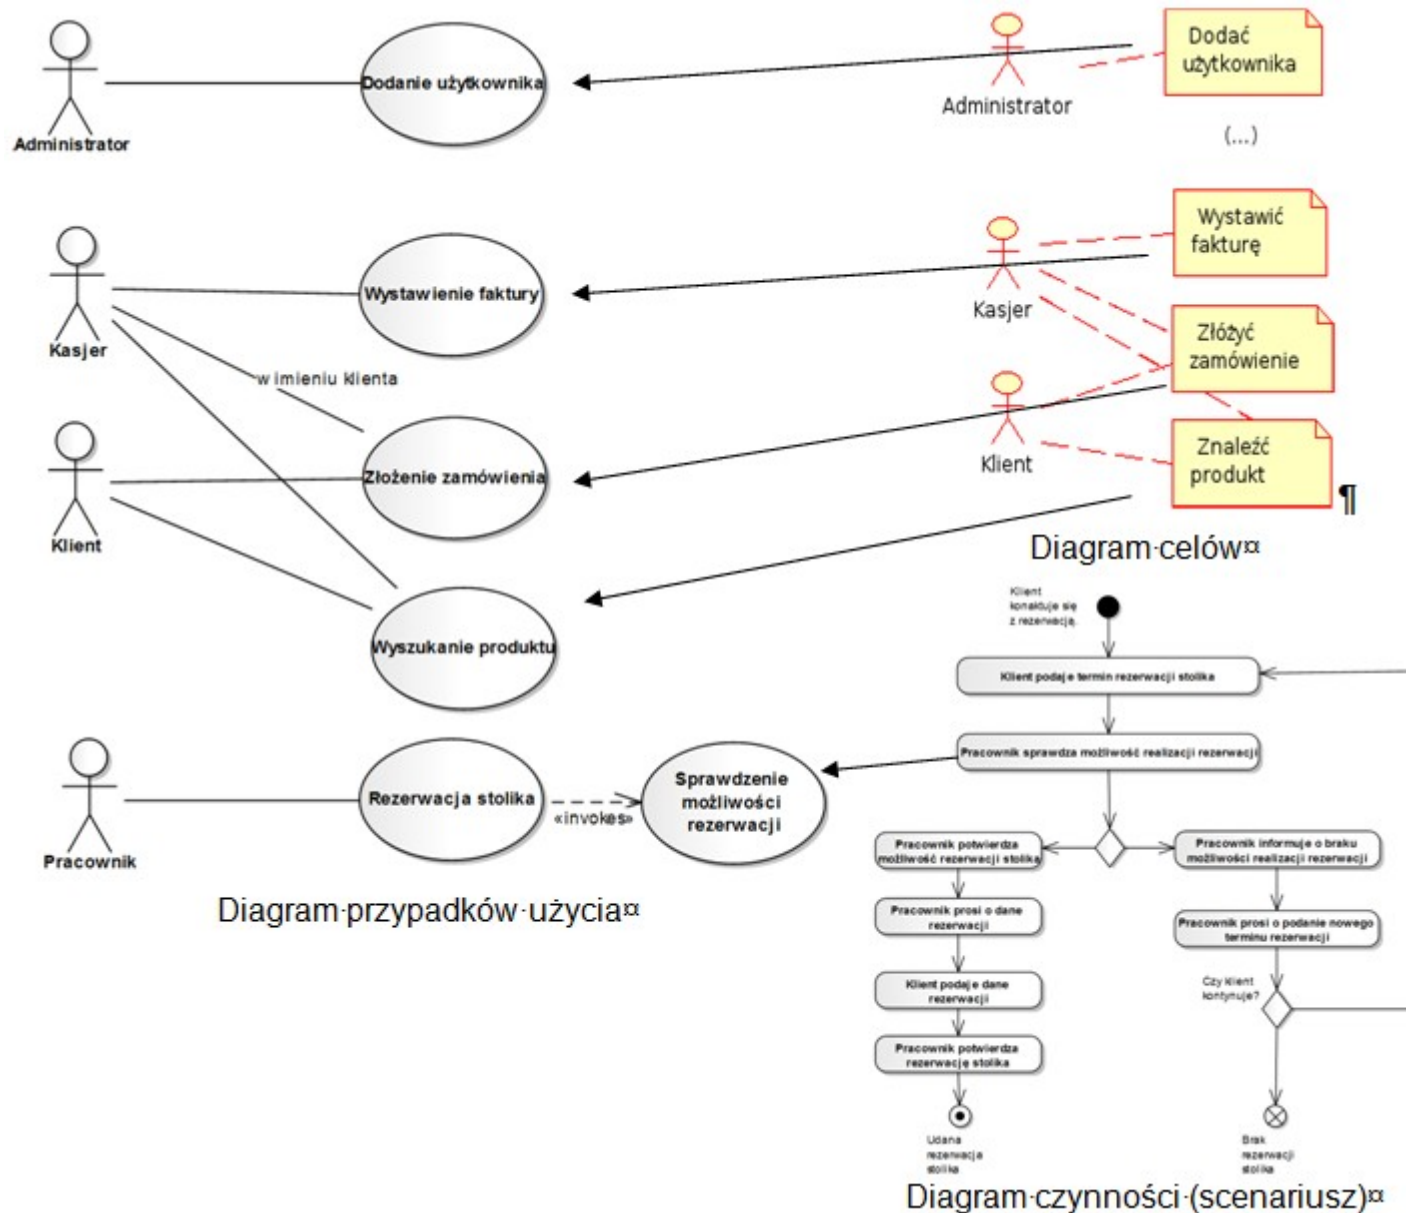 Administrator
Dodanie użytkownika
Administrator
Dodać
użytkownika
(...)
Kasjer
Wystawienie faktury
Kasjer
Wystawić
fakturę
w imieniu klienta
Złóżyć
zamówienie
Klient
Złożenie zamówienia
Klient
Znaleźć
produkt
¶
Diagram·celów¤
Wyszukanie produktu
Pracownik
Rezerwacja stolika
«invokes»
Sprawdzenie
możliwości
rezerwacji
Diagram·przypadków·użycia¤
Klient
konaktuje się
z rezerwacją.
Klient podaje termin rezerwacji stolika
Pracownik sprawdza możliwość realizacji rezerwacji
Pracownik potwierdza
możliwość rezerwacji stolika
Pracownik informuje o braku
możliwości realizacji rezerwacji
Pracownik prosi o dane
rezerwacji
Pracownik prosi o podanie nowego
terminu rezerwacji
Klient podaje dane
rezerwacji
Czy klient
kontynuje?
Pracownik potwierdza
rezerwację stolika
Udana
rezerwacja
stolika
Brak
rezerwacji
stolika
Diagram·czynności·(scenariusz)¤